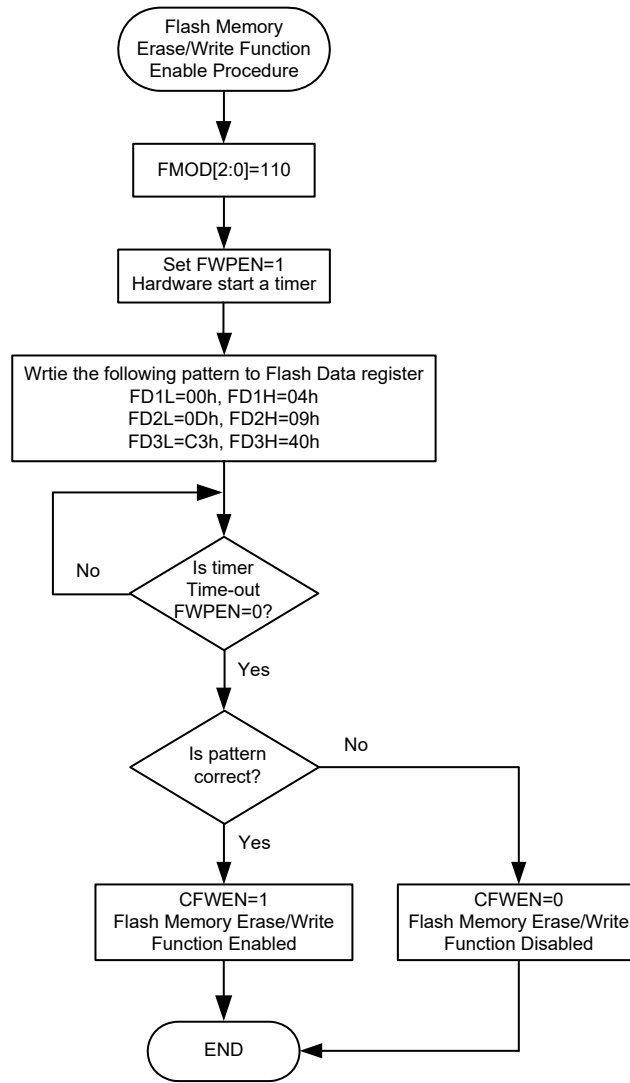 Flash Memory
Erase/Write Function
Enable Procedure
FMOD[2:0]=110
Set FWPEN=1
Hardware start a timer
Wrtie the following pattern to Flash Data register
FD1L=00h, FD1H=04h
FD2L=0Dh, FD2H=09h
FD3L=C3h, FD3H=40h
No
Is timer
Time-out
FWPEN=0?
Yes
Is pattern
correct?
No
Yes
CFWEN=1
Flash Memory Erase/Write
Function Enabled
CFWEN=0
Flash Memory Erase/Write
Function Disabled
END